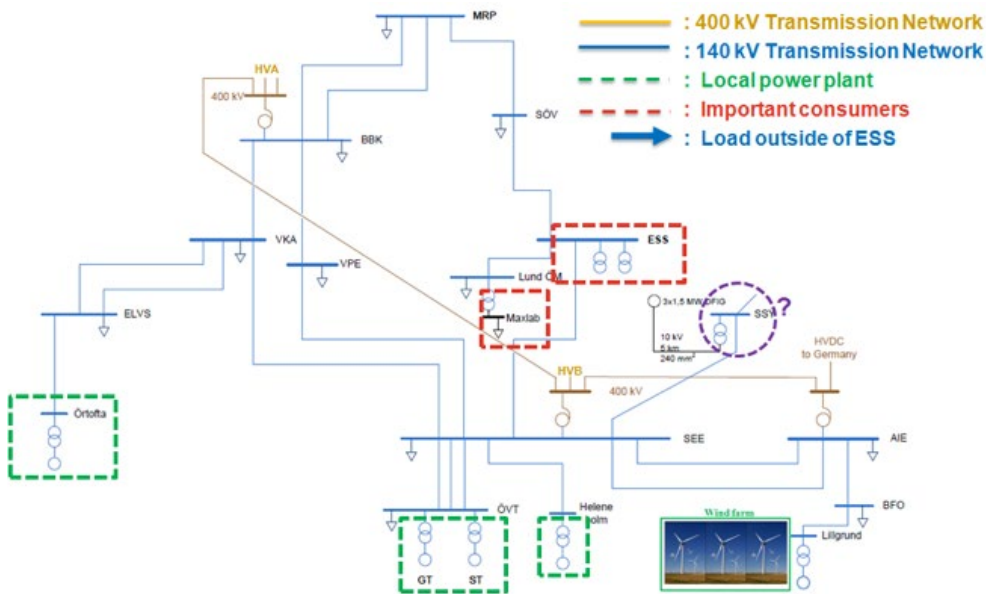 MRP
: 400 kV Transmission Network
: 140 kV Transmission Network
: Local power plant
: Important consumers
: Load outside of ESS
HVA
400 kV
BBK
SÖV
VKA
VPE
ESS
Lund ÖM
Maxlab
3x1,5 MW DFIG
10 kV
5 km
240 mm²
SSY
?
HVDC
to Germany
ELVS
HVB
400 kV
Örtofta
SEE
AIE
ÖVT
GT
ST
Helene
holm
BFO
Wind farm
Lillgrund